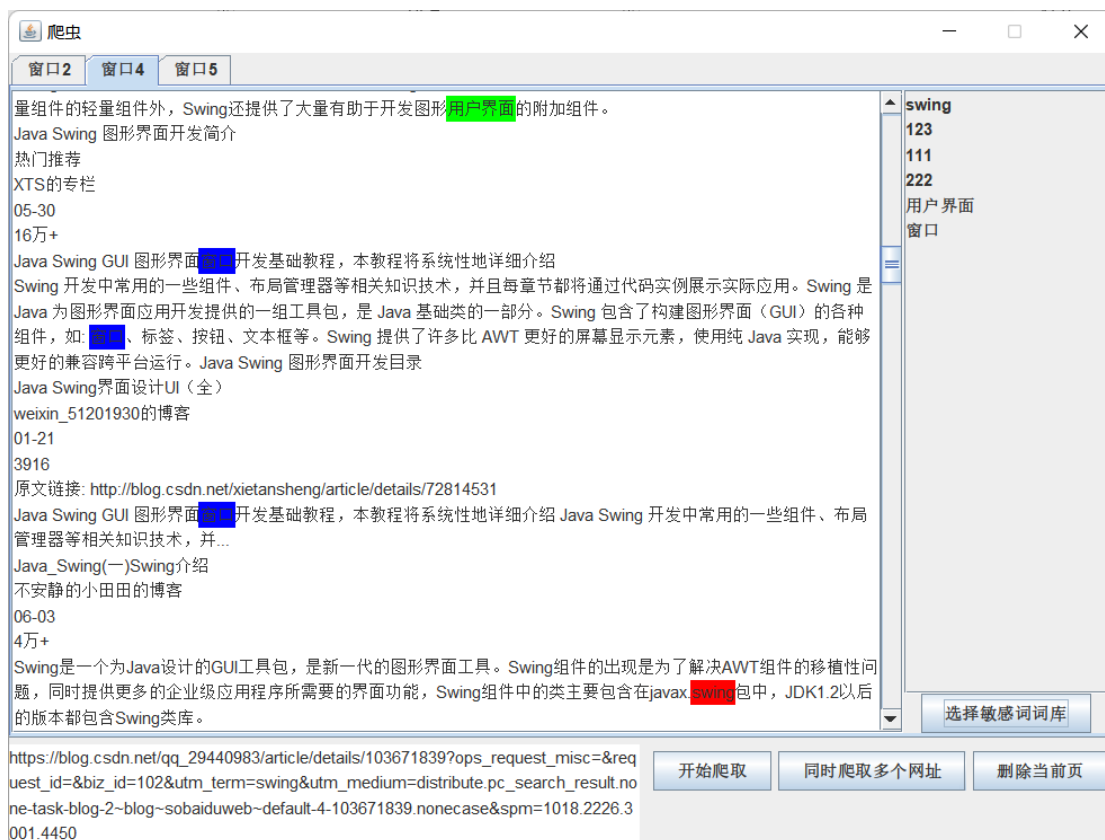 爬虫
窗口2 窗口4 窗口5
量组件的轻量组件外，Swing还提供了大量有助于开发图形用户界面的附加组件。
Java Swing 图形界面开发简介
热门推荐
XTS的专栏
05-30
16万+
Java Swing GUI 图形界面窗口开发基础教程，本教程将系统性地详细介绍
Swing 开发中常用的一些组件、布局管理器等相关知识技术，并且每章节都将通过代码实例展示实际应用。Swing 是
Java 为图形界面应用开发提供的一组工具包，是 Java 基础类的一部分。Swing 包含了构建图形界面（GUI）的各种
组件，如: 窗口、标签、按钮、文本框等。Swing 提供了许多比 AWT 更好的屏幕显示元素，使用纯 Java 实现，能够
更好的兼容跨平台运行。Java Swing 图形界面开发目录
Java Swing界面设计UI（全）
weixin_51201930的博客
01-21
3916
原文链接: http://blog.csdn.net/xietansheng/article/details/72814531
Java Swing GUI 图形界面窗口开发基础教程，本教程将系统性地详细介绍 Java Swing 开发中常用的一些组件、布局
管理器等相关知识技术，并...
Java_Swing(一)Swing介绍
不安静的小田田的博客
06-03
4万+
Swing是一个为Java设计的GUI工具包，是新一代的图形界面工具。Swing组件的出现是为了解决AWT组件的移植性问
题，同时提供更多的企业级应用程序所需要的界面功能，Swing组件中的类主要包含在javax.swing包中，JDK1.2以后
的版本都包含Swing类库。
swing
123
111
222
用户界面
窗口
选择敏感词词库
https://blog.csdn.net/qq_29440983/article/details/103671839?ops_request_misc=&req
uest_id=&biz_id=102&utm_term=swing&utm_medium=distribute.pc_search_result.no
ne-task-blog-2~blog~sobaiduweb~default-4-103671839.nonecase&spm=1018.2226.3
001.4450
开始爬取 同时爬取多个网址 删除当前页